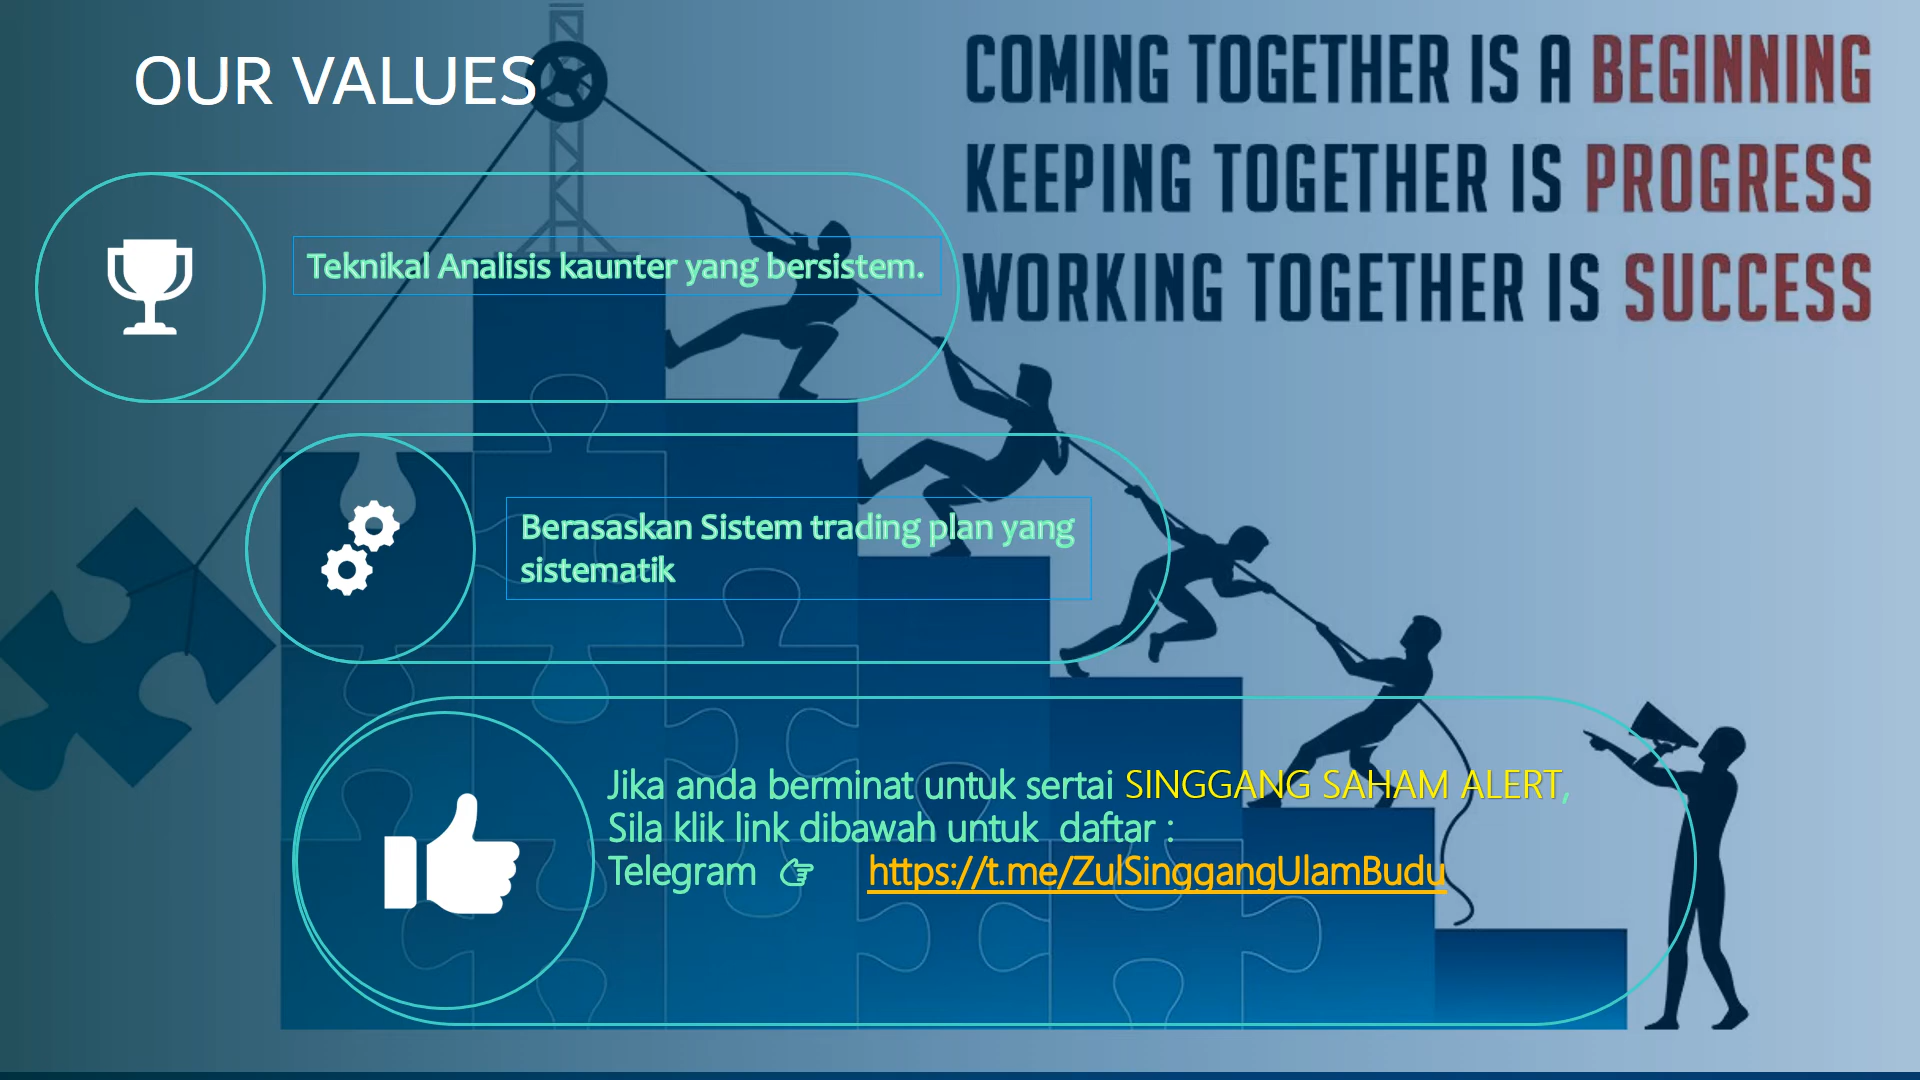 OUR VALUES
COMING TOGETHER IS A BEGINNING
KEEPING TOGETHER IS PROGRESS
WORKING TOGETHER IS SUCCESS
Teknikal Analisis kaunter yang bersistem.
Berasaskan Sistem trading plan yang
sistematik
Jika anda berminat untuk sertai SINGGANG SAHAM ALERT,
Sila klik link dibawah untuk daftar :
Telegram 👉 https://t.me/ZulSinggangUlamBudu